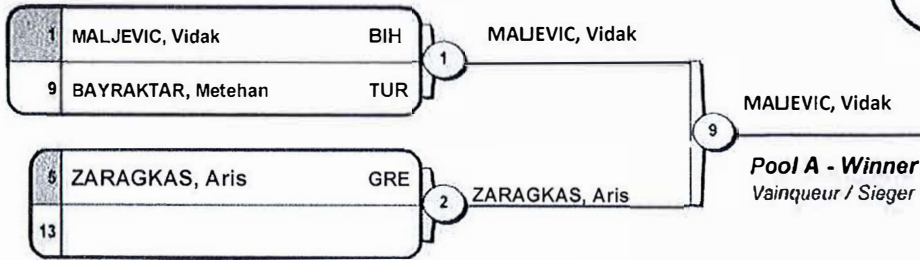 1 MALJEVIC, Vidak BIH
9 BAYRAKTAR, Metehan TUR
1
MALJEVIC, Vidak
9
MALJEVIC, Vidak
Pool A - Winner
Vainqueur / Sieger
6 ZARAGKAS, Aris GRE
13
2
ZARAGKAS, Aris